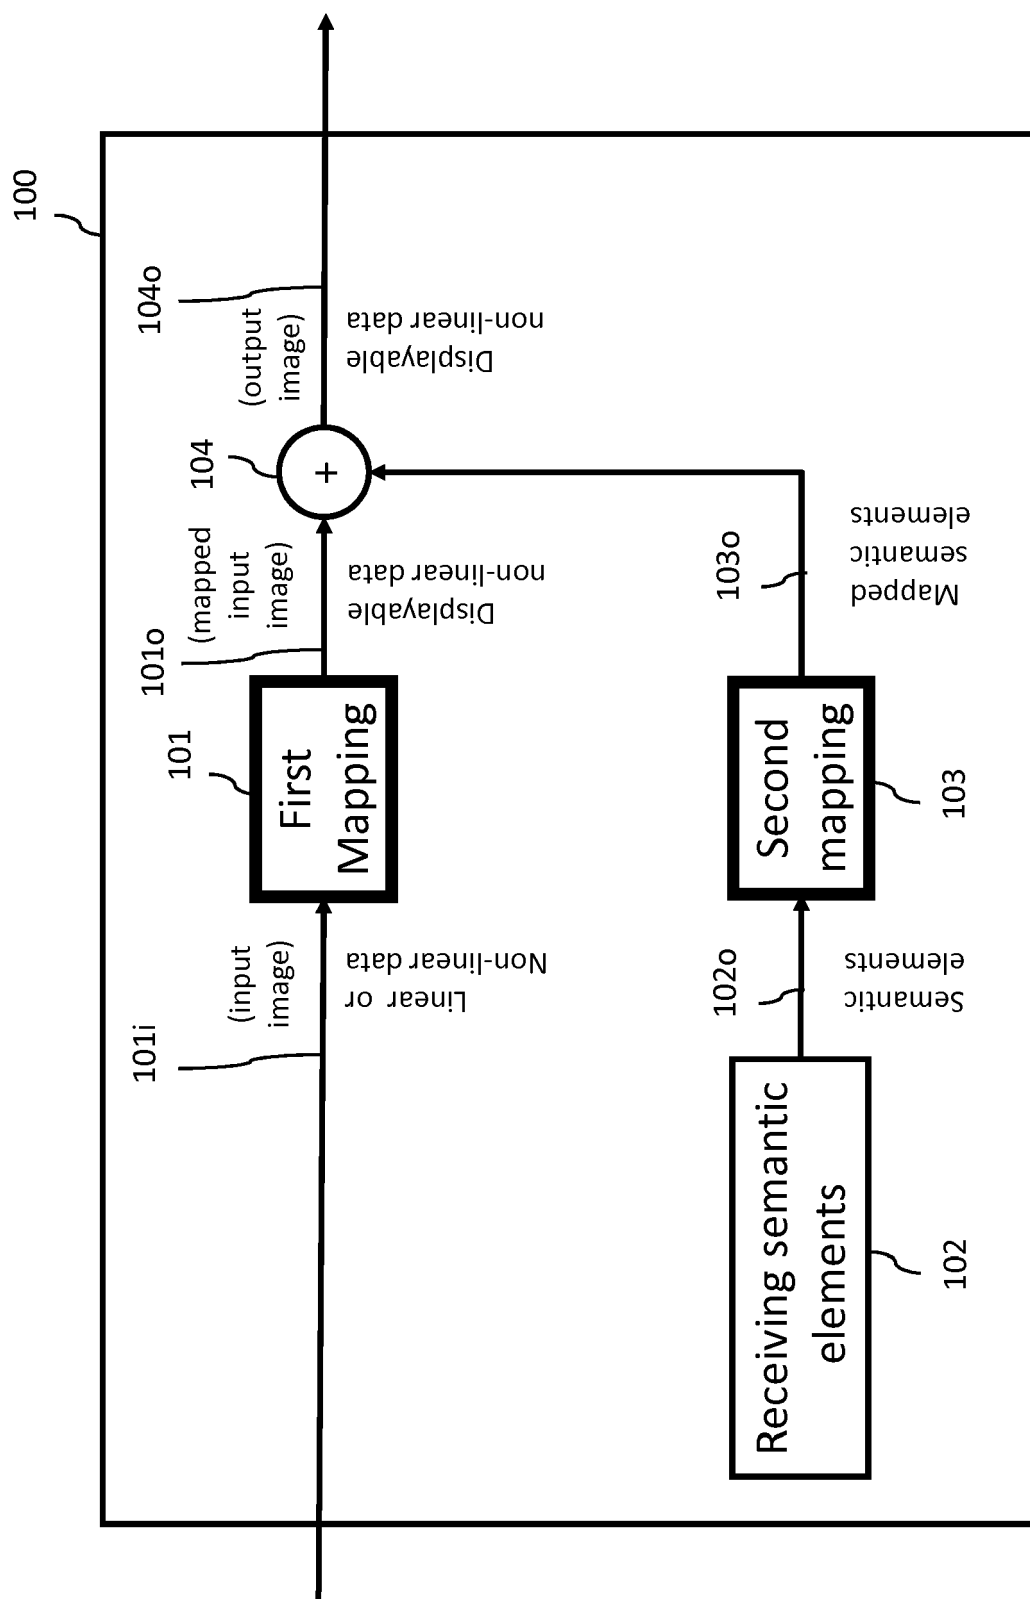 100
101i
(input
image)
Linear or
Non-linear data
101
First
Mapping
101o
(mapped
input
image)
Displayable
non-linear data
104
+
104o
(output
image)
Displayable
non-linear data
Receiving semantic
elements
102
102o
Semantic
elements
Second
mapping
103
103o
Mapped
semantic
elements